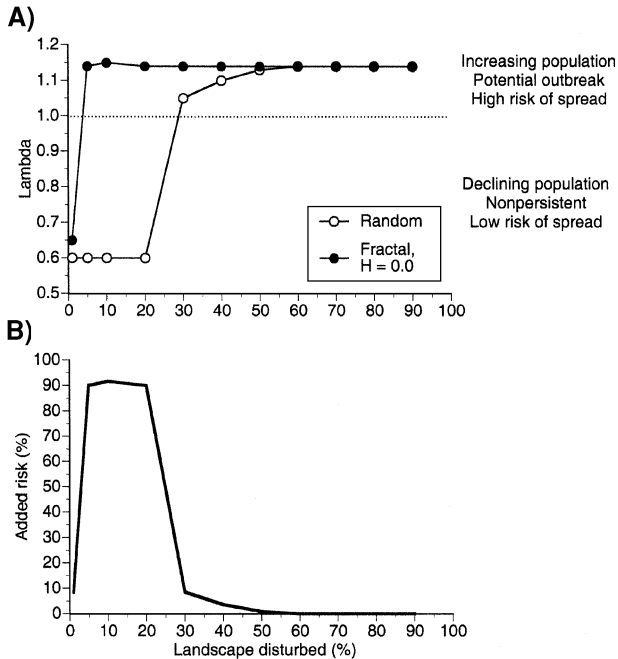 A)
1.2
1.1
1.0
0.9
0.8
0.7
0.6
0.5
Lambda
0 10 20 30 40 50 60 70 80 90 100
Increasing population
Potential outbreak
High risk of spread
Declining population
Nonpersistent
Low risk of spread
Random
Fractal,
H = 0.0
B)
100
90
80
70
60
50
40
30
20
10
0
Added risk (%)
0 10 20 30 40 50 60 70 80 90 100
Landscape disturbed (%)